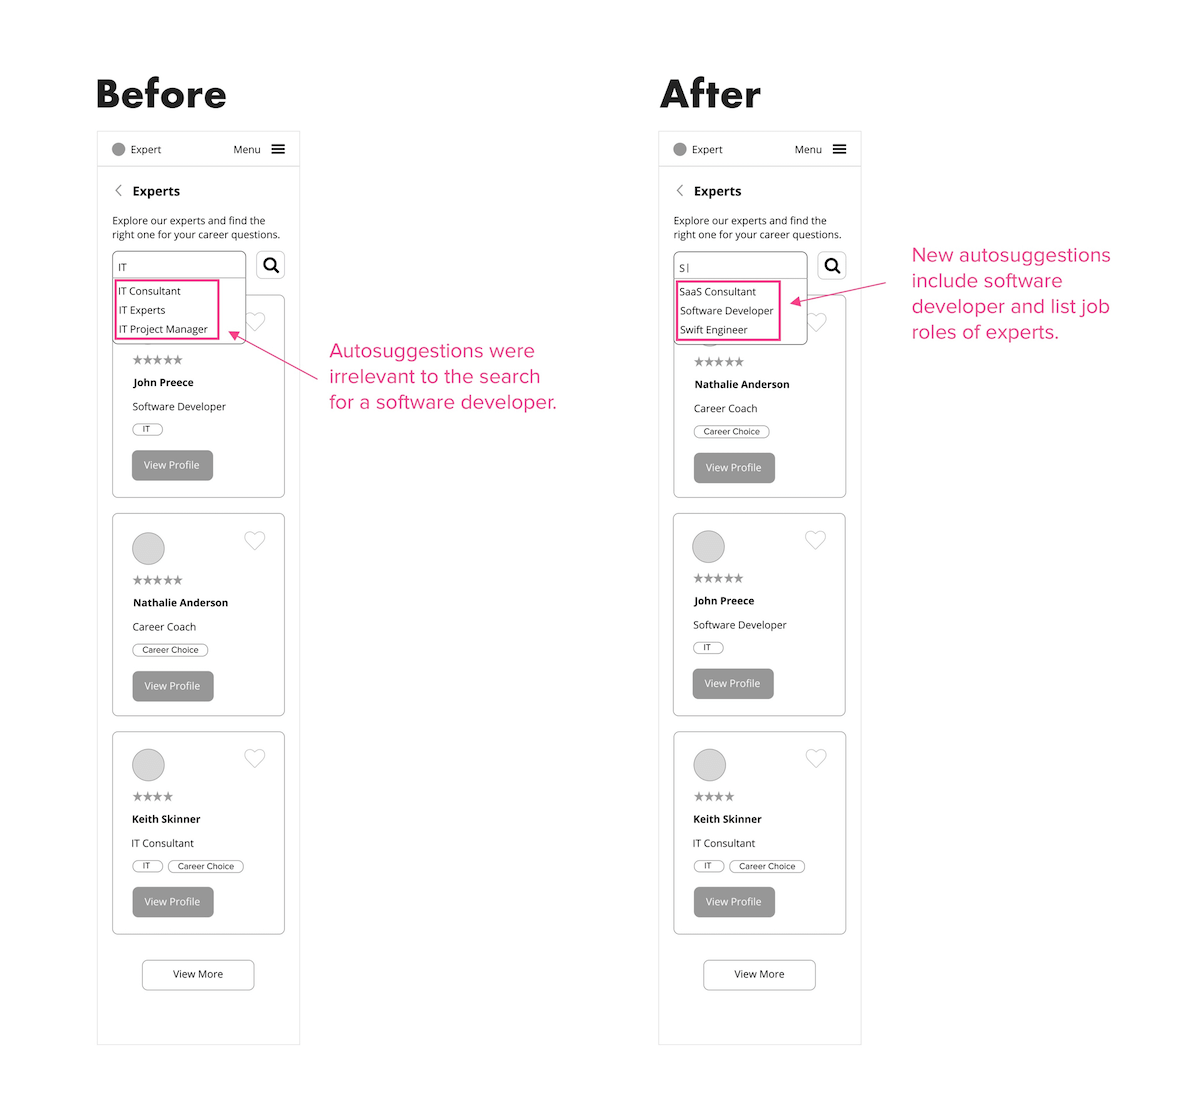 Before
Expert
Menu
Experts
Explore our experts and find the
right one for your career questions.
IT
IT Consultant
IT Experts
IT Project Manager
John Preece
Software Developer
IT
View Profile
Nathalie Anderson
Career Coach
Career Choice
View Profile
Keith Skinner
IT Consultant
IT
Career Choice
View Profile
View More
Autosuggestions were
irrelevant to the search
for a software developer.
After
Expert
Menu
Experts
Explore our experts and find the
right one for your career questions.
S|
SaaS Consultant
Software Developer
Swift Engineer
Nathalie Anderson
Career Coach
Career Choice
View Profile
John Preece
Software Developer
IT
View Profile
Keith Skinner
IT Consultant
IT
Career Choice
View Profile
View More
New autosuggestions
include software
developer and list job
roles of experts.